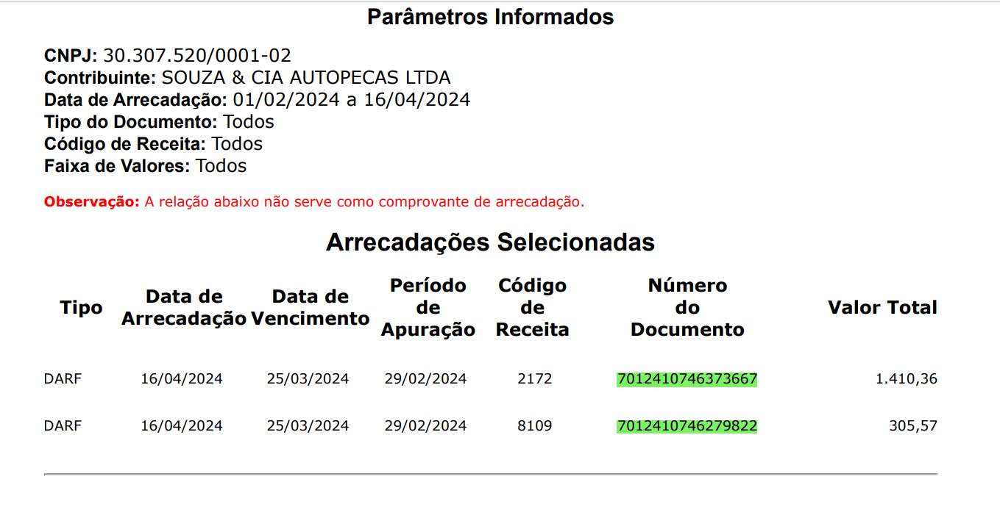 Parâmetros Informados
CNPJ: 30.307.520/0001-02
Contribuinte: SOUZA & CIA AUTOPECAS LTDA
Data de Arrecadação: 01/02/2024 a 16/04/2024
Tipo do Documento: Todos
Código de Receita: Todos
Faixa de Valores: Todos
Observação: A relação abaixo não serve como comprovante de arrecadação.
Arrecadações Selecionadas
Tipo Data de Arrecadação Data de Vencimento Período de Apuração Código de Receita Número do Documento Valor Total
DARF 16/04/2024 25/03/2024 29/02/2024 2172 7012410746373667 1.410,36
DARF 16/04/2024 25/03/2024 29/02/2024 8109 7012410746279822 305,57